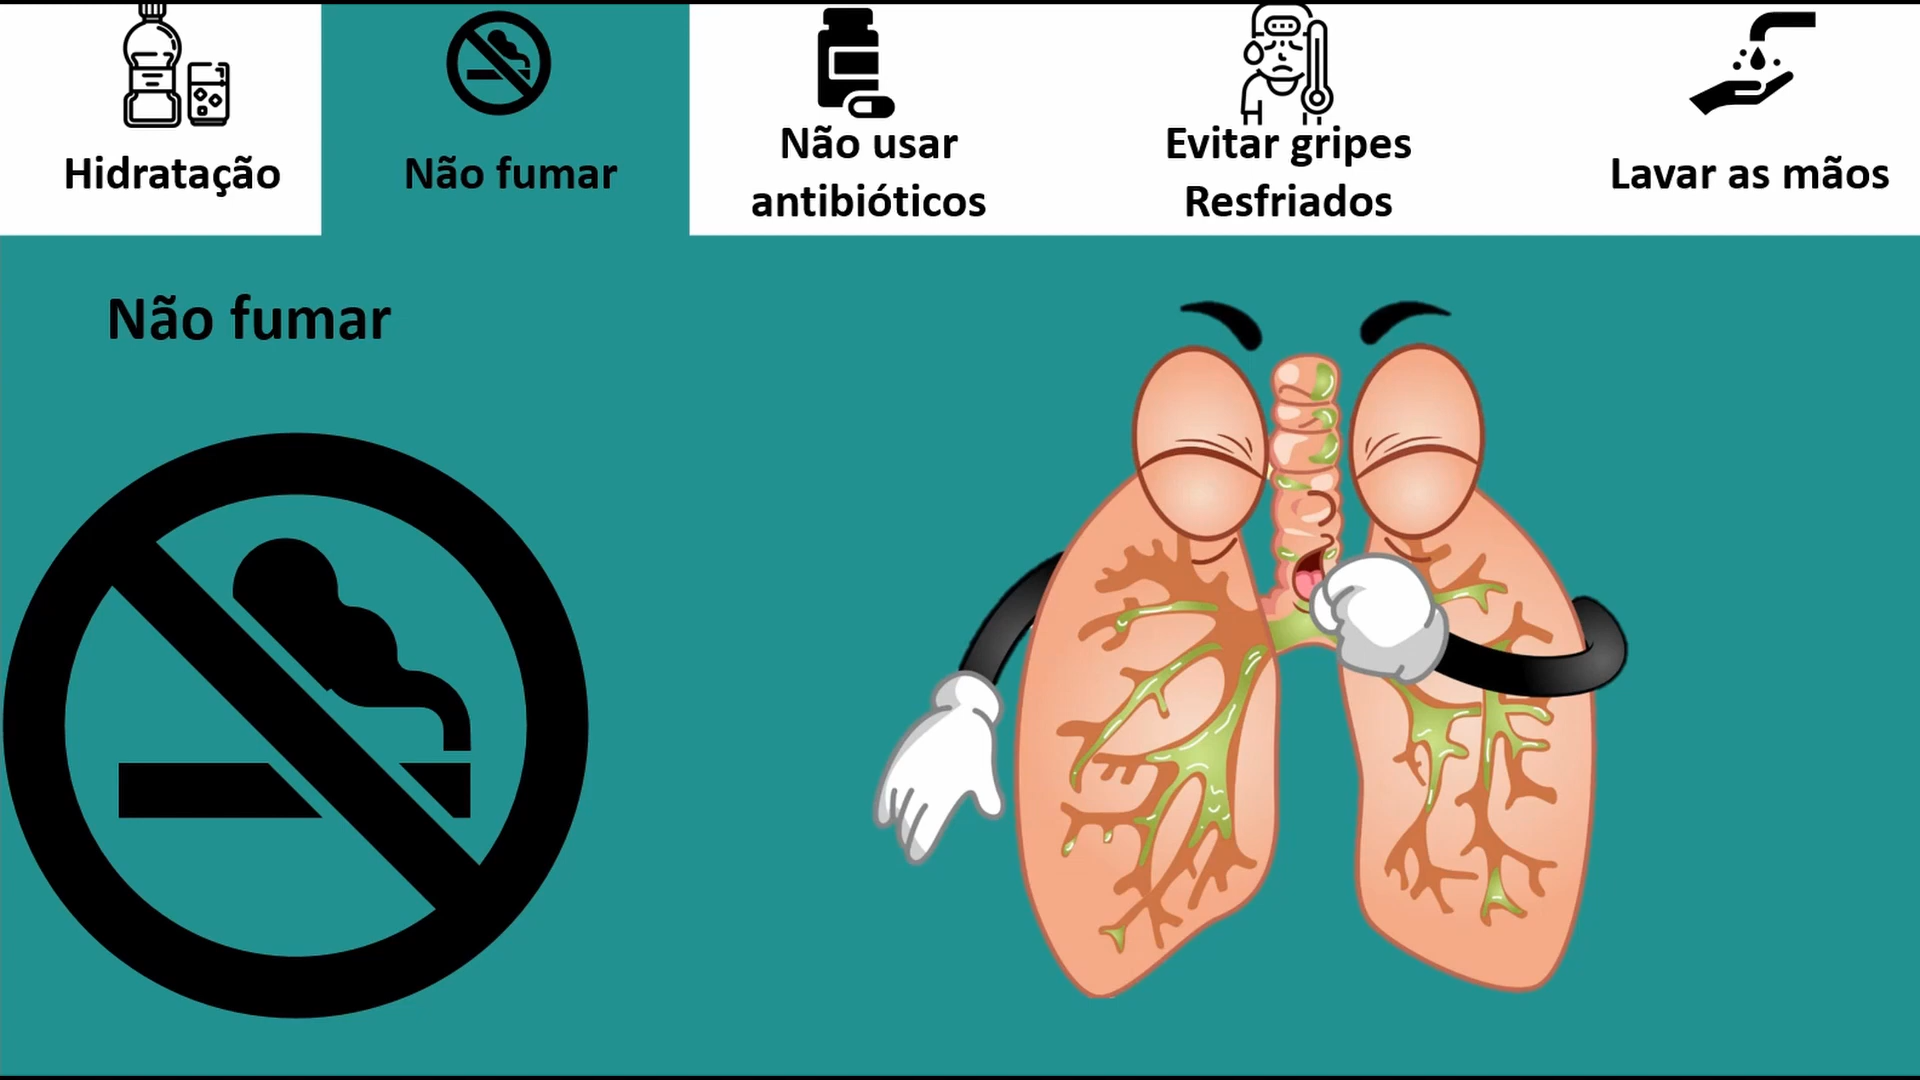 Hidratação
Não fumar
Não usar
antibióticos
Evitar gripes
Resfriados
Lavar as mãos
Não fumar